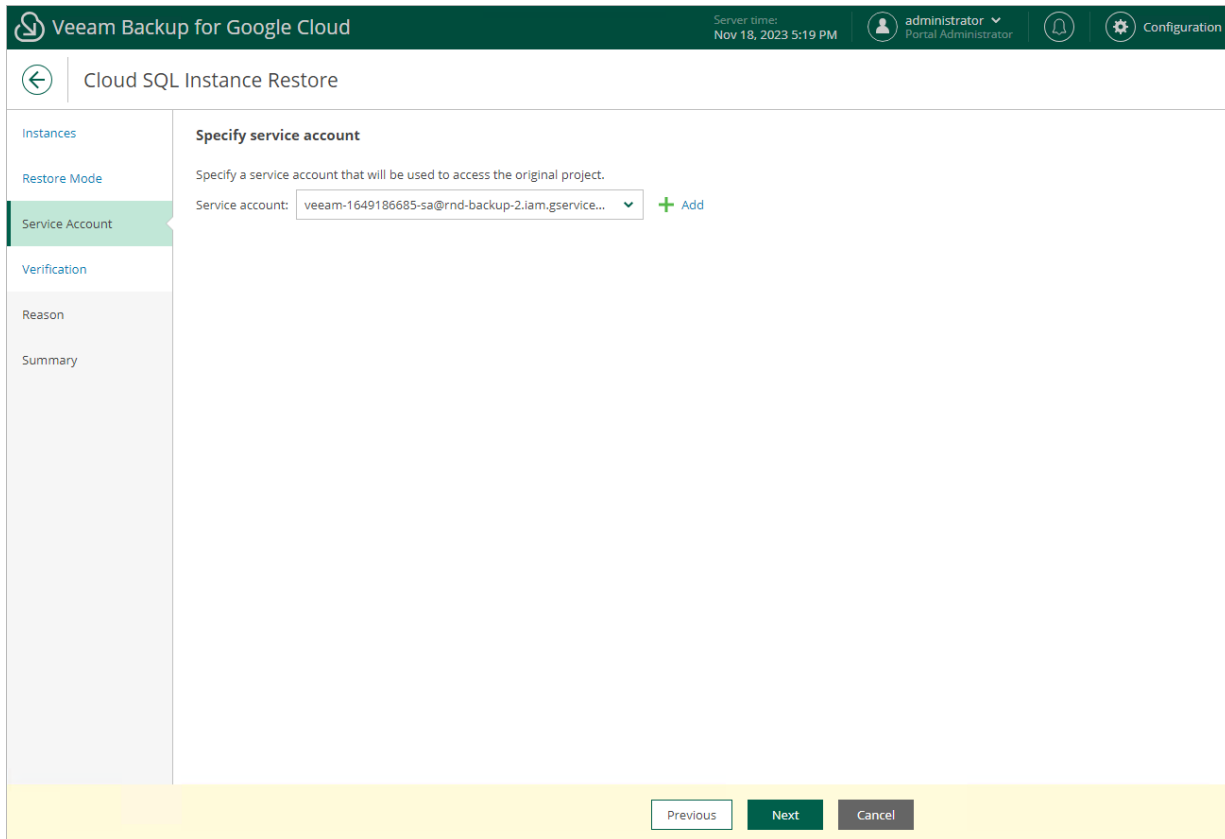 Veeam Backup for Google Cloud
Server time:
Nov 18, 2023 5:19 PM
administrator
Portal Administrator
Configuration
Cloud SQL Instance Restore
Instances
Restore Mode
Service Account
Verification
Reason
Summary
Specify service account
Specify a service account that will be used to access the original project.
Service account: veeam-1649186685-sa@rnd-backup-2.iam.gservice... Add
Previous Next Cancel